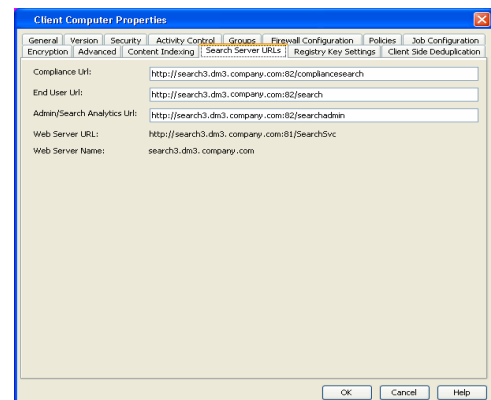 Client Computer Properties
General Version Security Activity Control Groups Firewall Configuration Policies Job Configuration
Encryption Advanced Content Indexing Search Server URLs Registry Key Settings Client Side Deduplication
Compliance Url: http://search3.dm3.company.com:82/compliancesearch
End User Url: http://search3.dm3.company.com:82/search
Admin/Search Analytics Url: http://search3.dm3.company.com:82/searchadmin
Web Server URL: http://search3.dm3.company.com:81/SearchSvc
Web Server Name: search3.dm3.company.com
OK Cancel Help